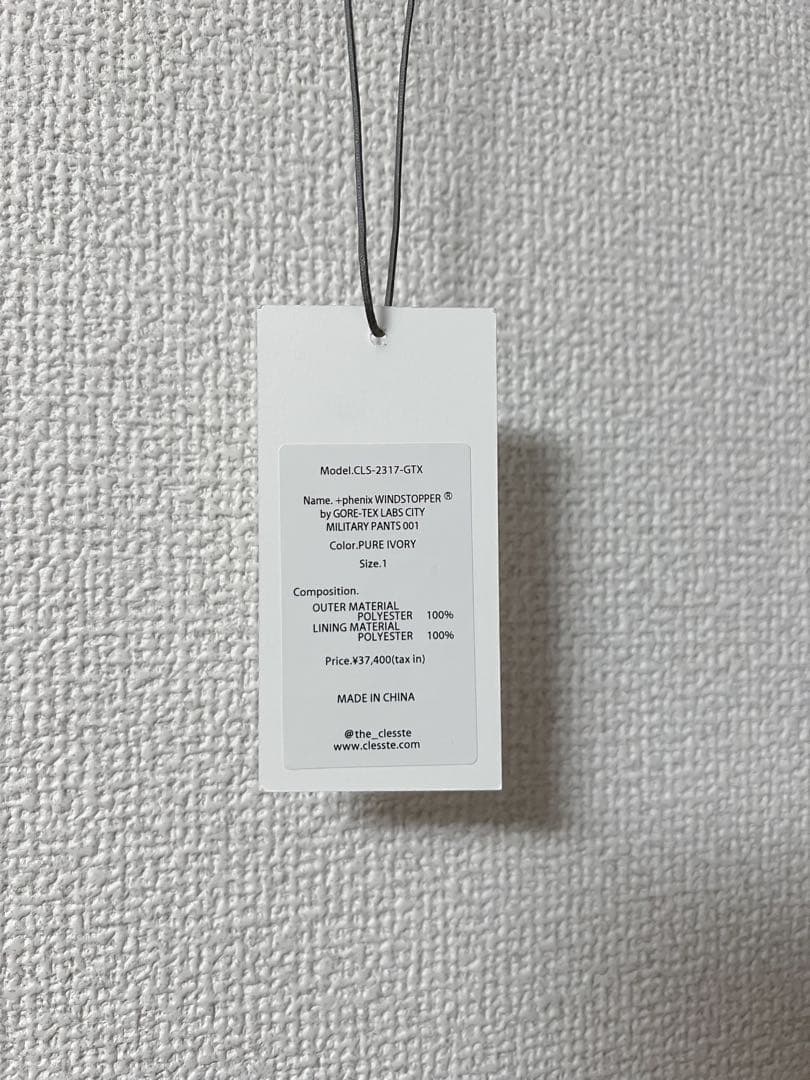 Model.CLS-2317-GTX
Name. +phenix WINDSTOPPER ®
by GORE-TEX LABS CITY
MILITARY PANTS 001
Color.PURE IVORY
Size.1
Composition.
OUTER MATERIAL
POLYESTER 100%
LINING MATERIAL
POLYESTER 100%
Price.¥37,400(tax in)
MADE IN CHINA
@the_clesste
www.clesste.com